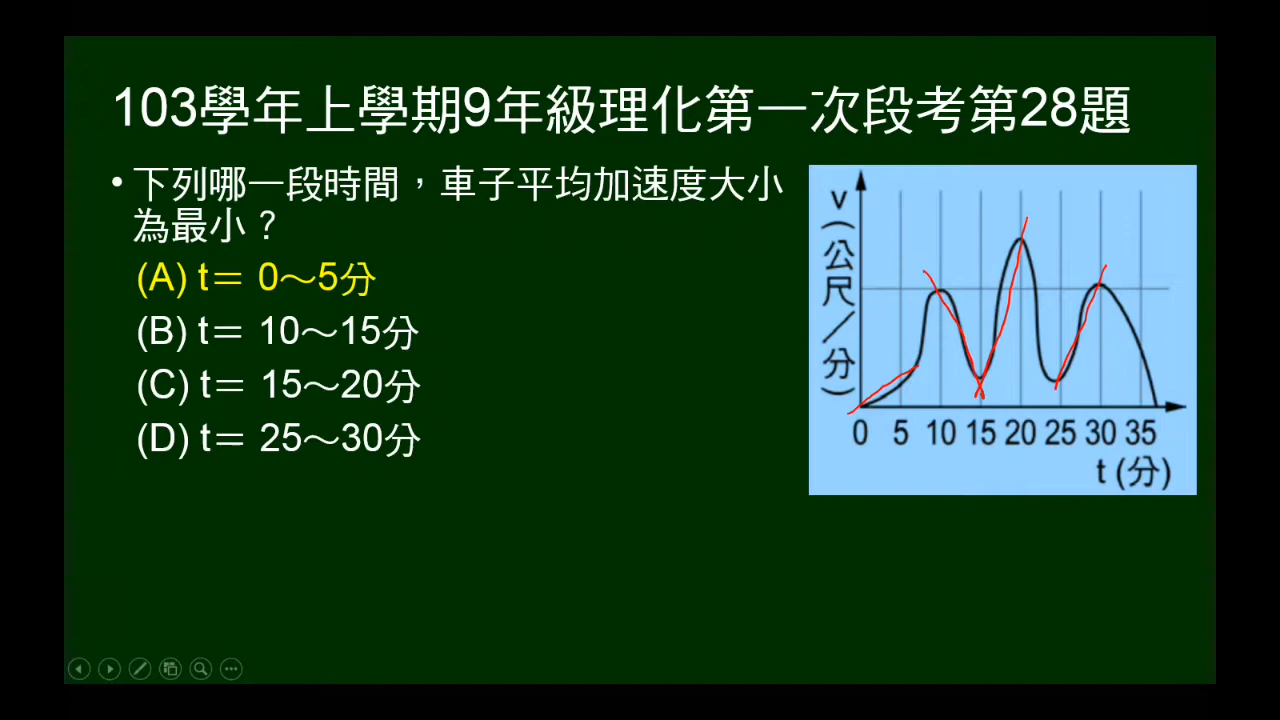 103學年上學期9年級理化第一次段考第28題
• 下列哪一段時間，車子平均加速度大小
為最小？
(A) t＝ 0～5分
(B) t＝ 10～15分
(C) t＝ 15～20分
(D) t＝ 25～30分
v（公尺／分）
0 5 10 15 20 25 30 35
t (分)